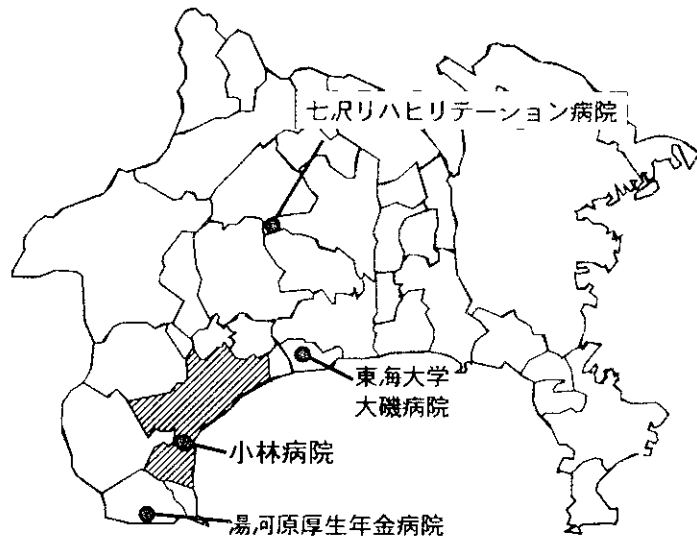 七沢リハビリテーション病院
東海大学
大磯病院
小林病院
湯河原厚生年金病院